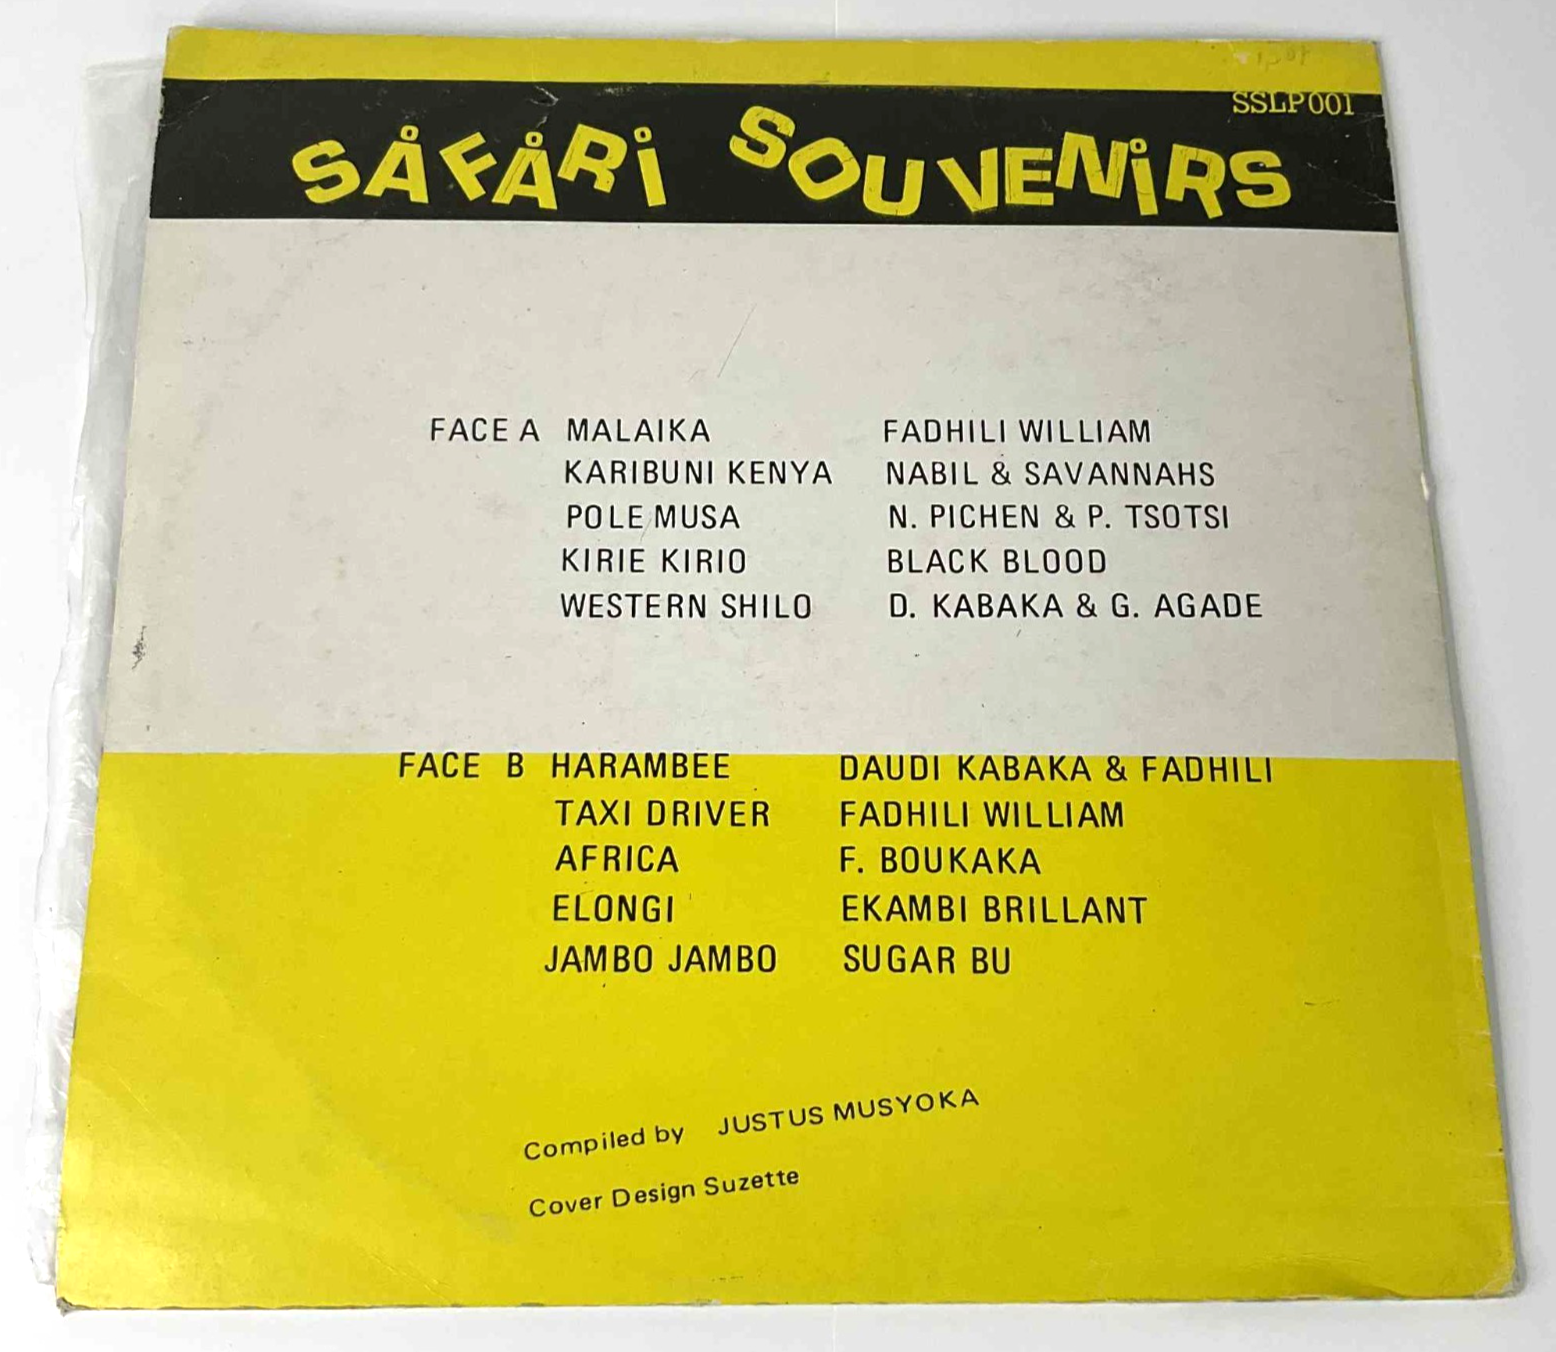 SSLP001
SÅFÅRi SOUVENiRS
FACE A MALAIKA FADHILI WILLIAM
KARIBUNI KENYA NABIL & SAVANNAHS
POLE MUSA N. PICHEN & P. TSOTSI
KIRIE KIRIO BLACK BLOOD
WESTERN SHILO D. KABAKA & G. AGADE
FACE B HARAMBEE DAUDI KABAKA & FADHILI
TAXI DRIVER FADHILI WILLIAM
AFRICA F. BOUKAKA
ELONGI EKAMBI BRILLANT
JAMBO JAMBO SUGAR BU
Compiled by JUSTUS MUSYOKA
Cover Design Suzette